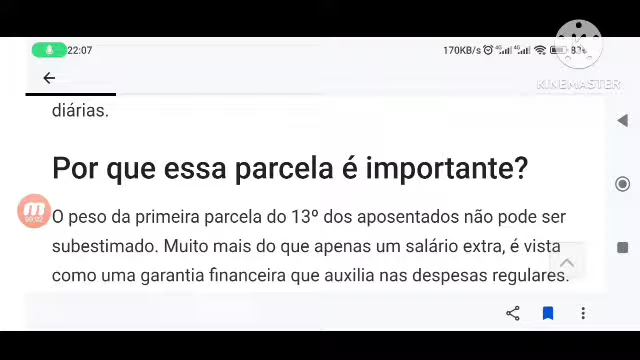 22:07
170KB/s
KINEMASTER
diárias.
Por que essa parcela é importante?
O peso da primeira parcela do 13º dos aposentados não pode ser
subestimado. Muito mais do que apenas um salário extra, é vista
como uma garantia financeira que auxilia nas despesas regulares.